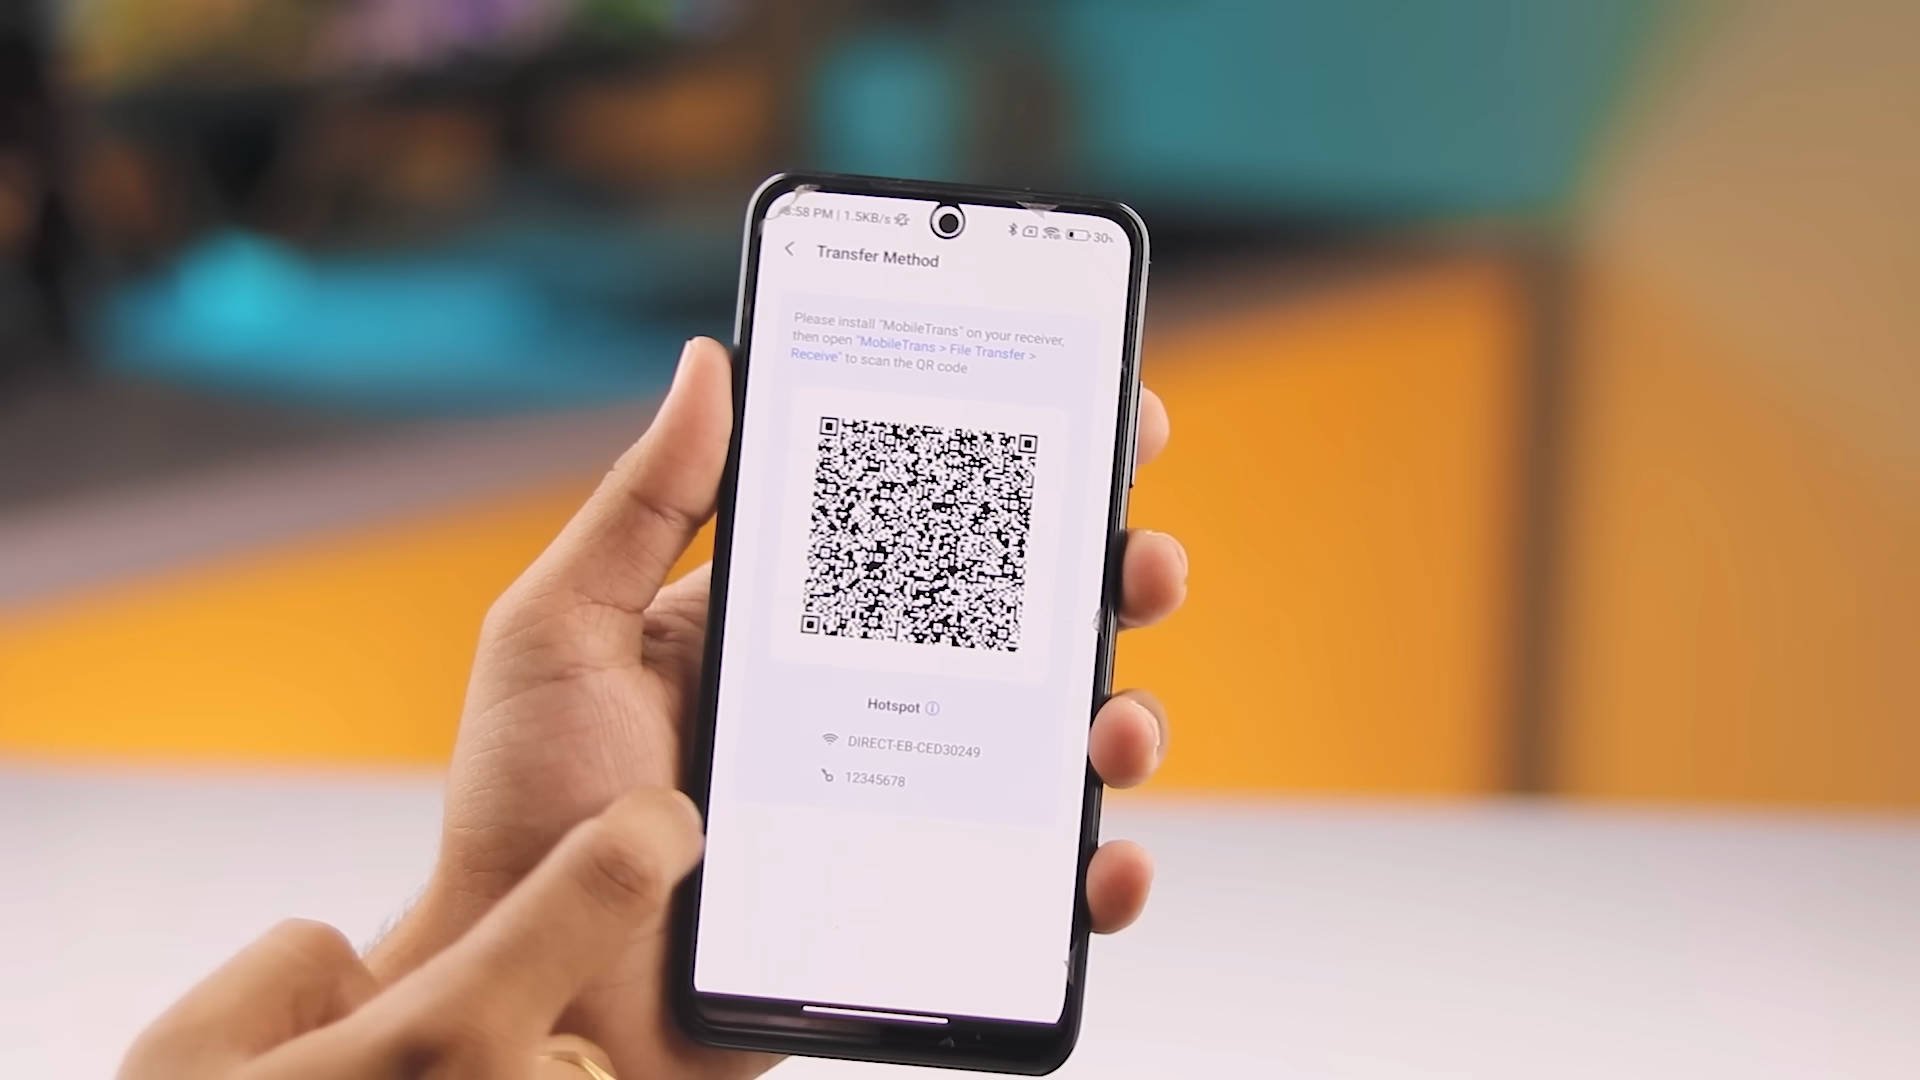 :58 PM | 1.5KB/s
30%
Transfer Method
Please install "MobileTrans" on your receiver,
then open "MobileTrans > File Transfer >
Receive" to scan the QR code
Hotspot
DIRECT-EB-CED30249
12345678